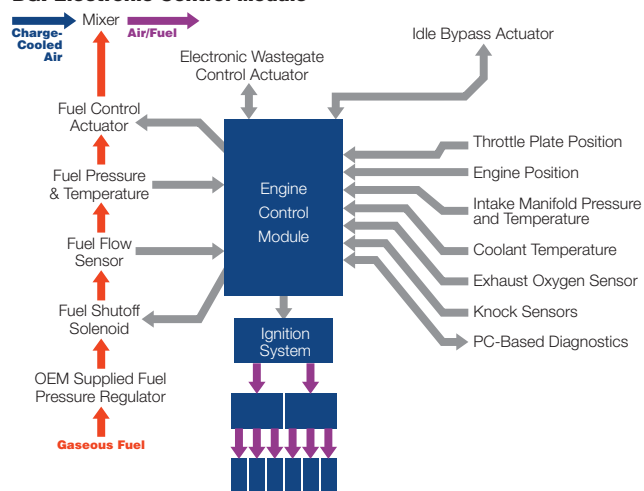 Mixer
Charge-
Cooled
Air
Air/Fuel
Idle Bypass Actuator
Electronic Wastegate
Control Actuator
Fuel Control
Actuator
Throttle Plate Position
Fuel Pressure
& Temperature
Engine Position
Engine
Control
Module
Intake Manifold Pressure
and Temperature
Fuel Flow
Sensor
Coolant Temperature
Exhaust Oxygen Sensor
Fuel Shutoff
Solenoid
Knock Sensors
PC-Based Diagnostics
Ignition
System
OEM Supplied Fuel
Pressure Regulator
Gaseous Fuel